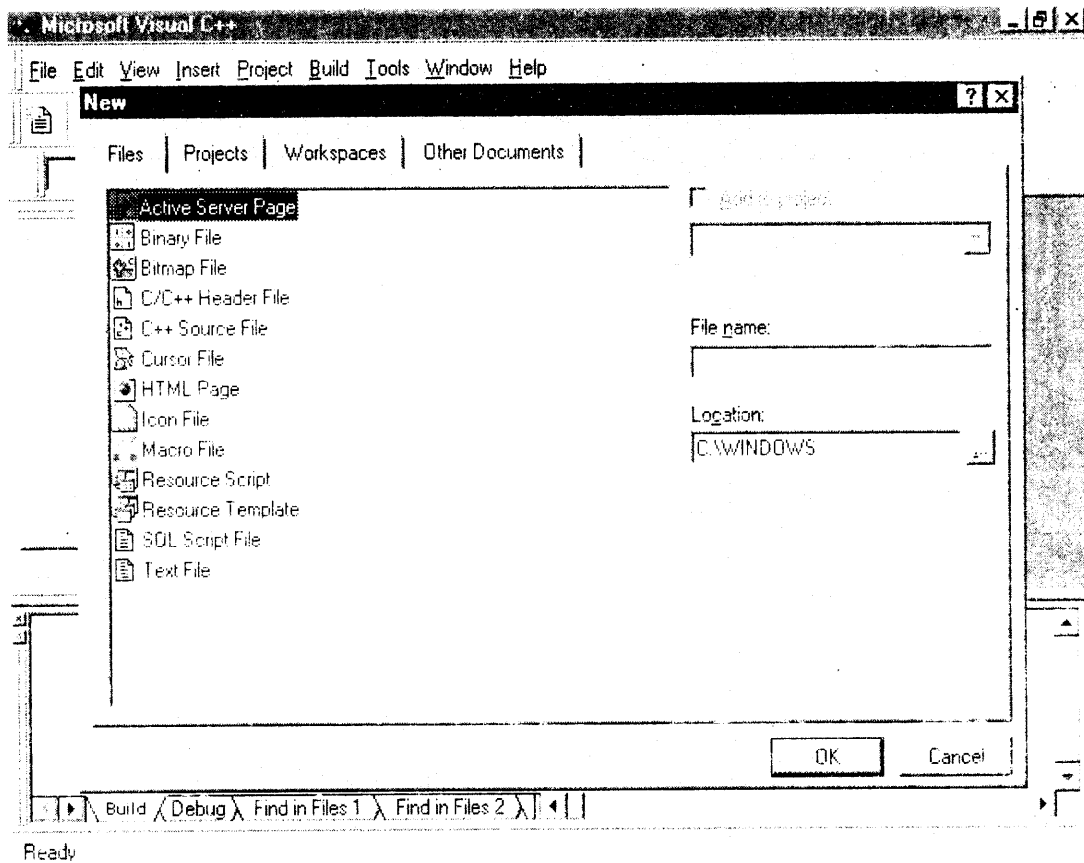 Microsoft Visual C++
File Edit View Insert Project Build Tools Window Help
New
Files Projects Workspaces Other Documents
Active Server Page
Binary File
Bitmap File
C/C++ Header File
C++ Source File
Cursor File
HTML Page
Icon File
Macro File
Resource Script
Resource Template
SQL Script File
Text File
Add to project
...
File name:
Location:
C:\WINDOWS
...
OK Cancel
Build Debug Find in Files 1 Find in Files 2
Ready